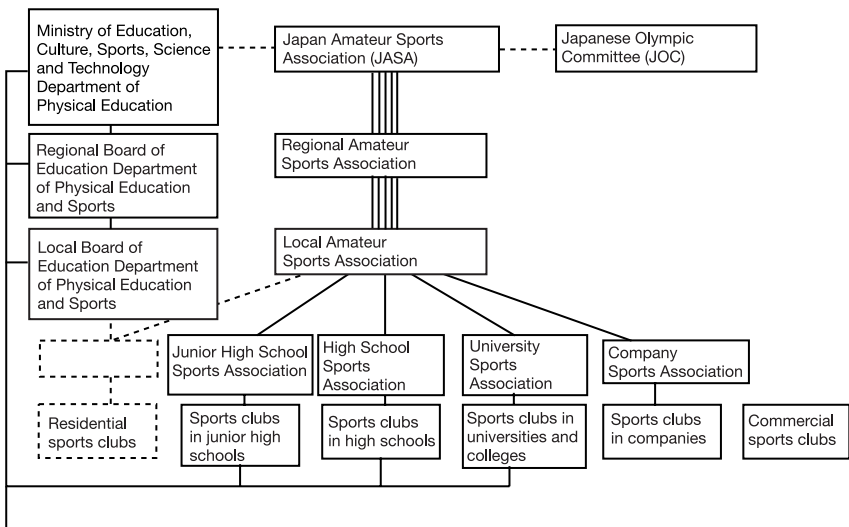 Ministry of Education,
Culture, Sports, Science
and Technology
Department of
Physical Education
Japan Amateur Sports
Association (JASA)
Japanese Olympic
Committee (JOC)
Regional Board of
Education Department
of Physical Education
and Sports
Regional Amateur
Sports Association
Local Board of
Education Department
of Physical Education
and Sports
Local Amateur
Sports Association
Junior High School
Sports Association
High School
Sports
Association
University
Sports
Association
Company
Sports Association
Residential
sports clubs
Sports clubs
in junior high
schools
Sports clubs
in high schools
Sports clubs in
universities and
colleges
Sports clubs
in companies
Commercial
sports clubs